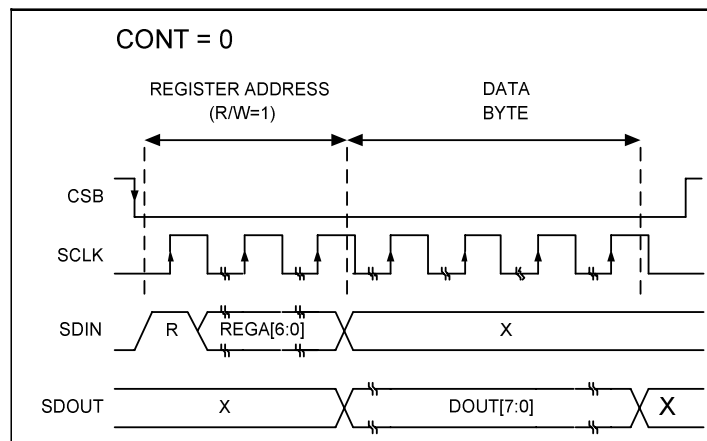 CONT = 0
REGISTER ADDRESS
(R/W=1)
DATA
BYTE
CSB
SCLK
SDIN
R
REGA[6:0]
X
SDOUT
X
DOUT[7:0]
X